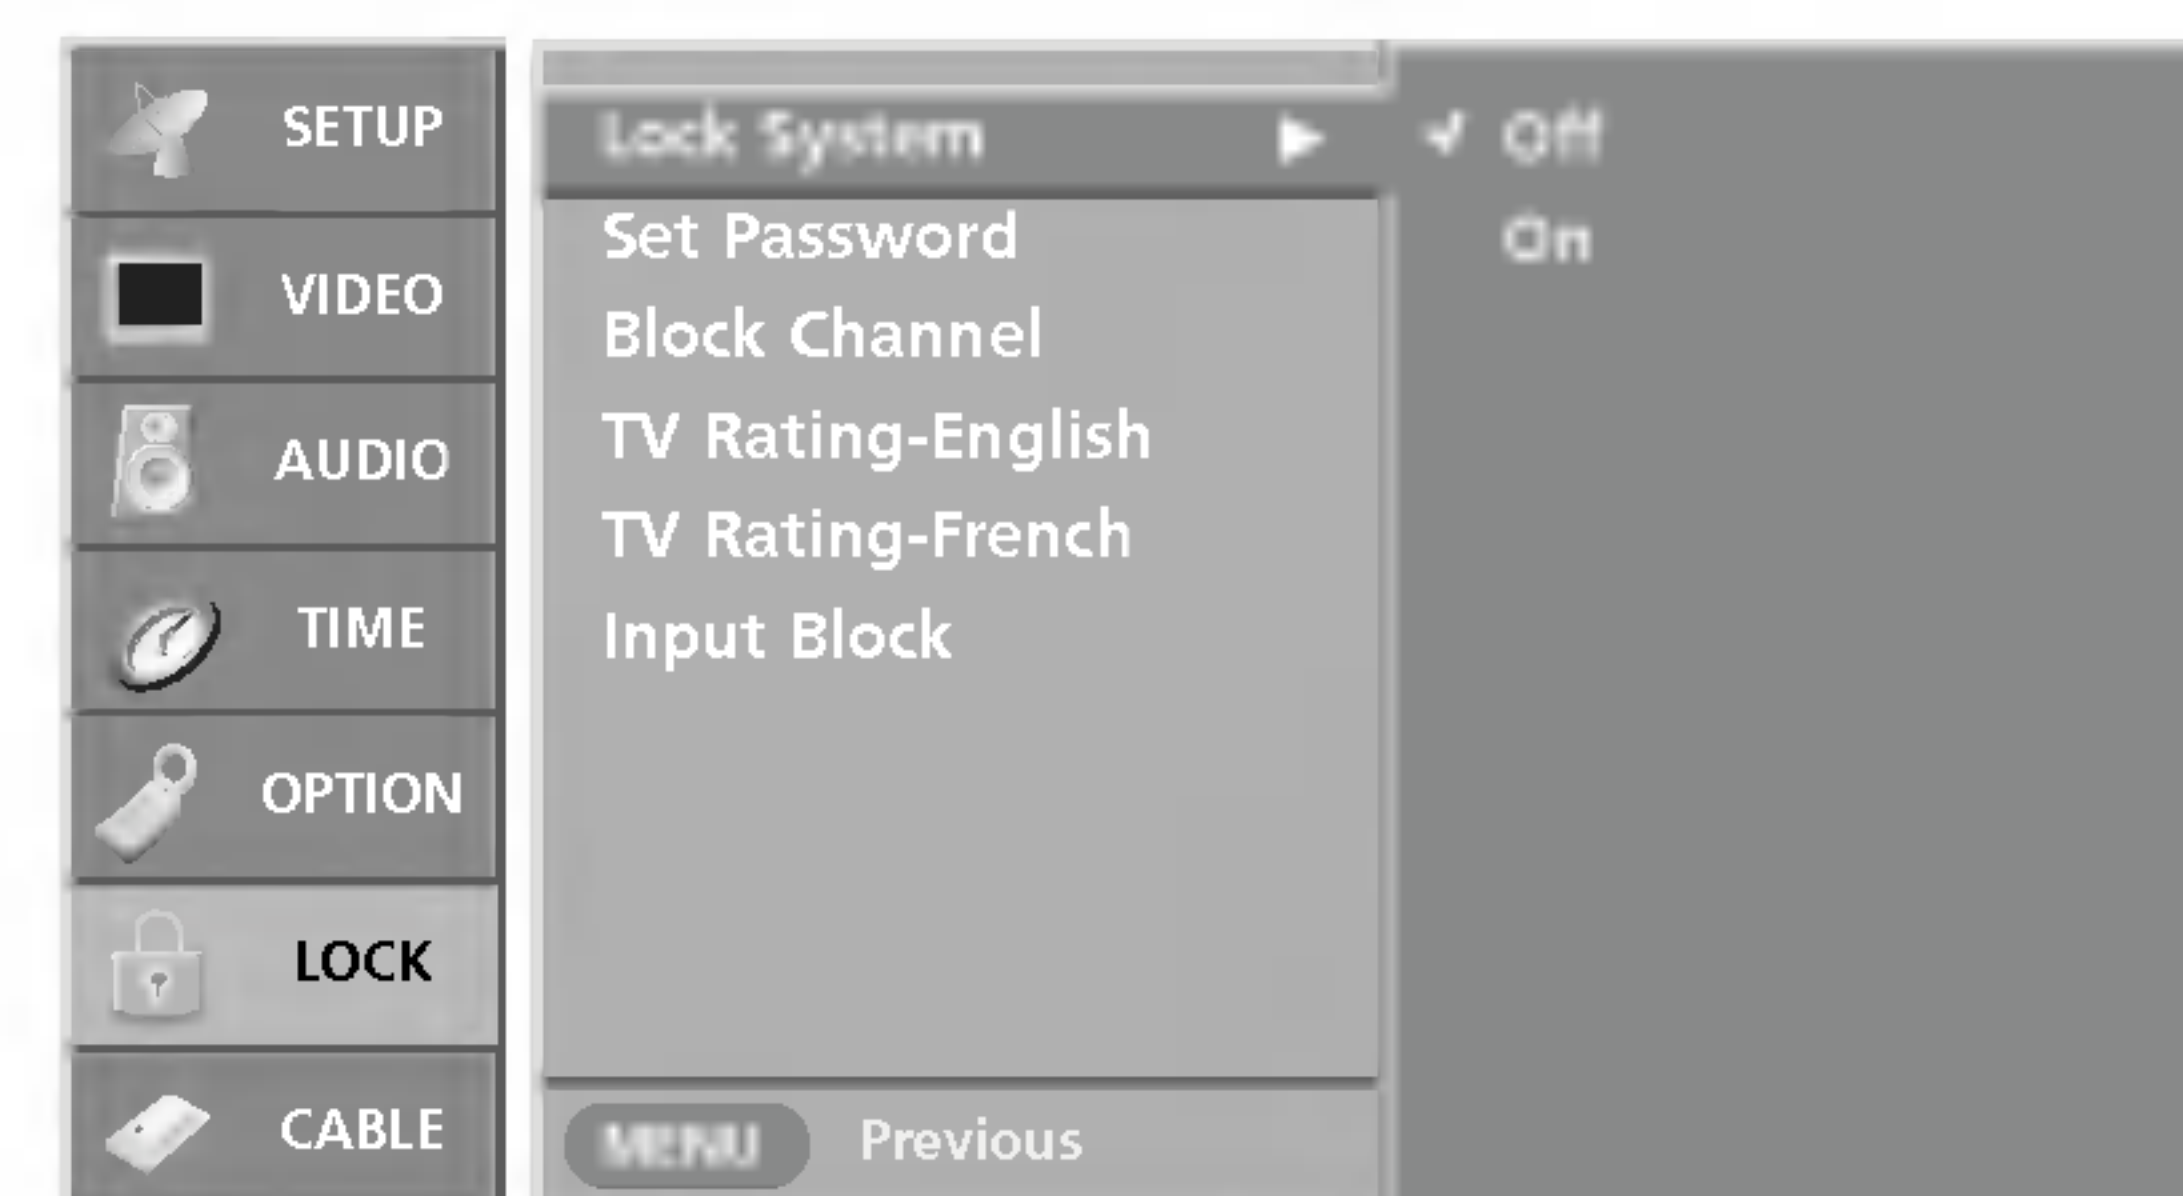 SETUP
VIDEO
AUDIO
TIME
OPTION
LOCK
CABLE
Lock System
Set Password
Block Channel
TV Rating-English
TV Rating-French
Input Block
MENU Previous
Off
On